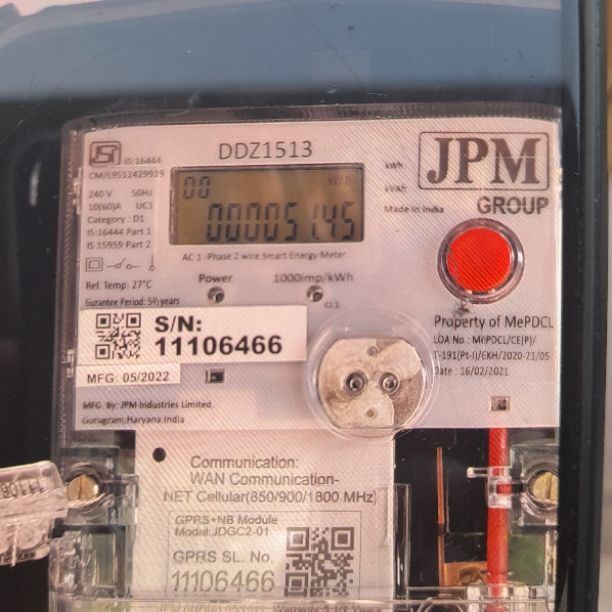 IS:16444
CM/L9512429919
DDZ1513
JPM
GROUP
240 V 50Hz
10(60)A UC1
Category : D1
IS:16444 Part 1
IS 15959 Part 2
00
kWh
000051.45
kWh
kVAh
Made in India
AC 1 -Phase 2 wire Smart Energy Meter
Ref. Temp: 27°C
Power
1000imp/kWh
Gurantee Period: 5½ years
S/N:
11106466
MFG: 05/2022
MFG. By: JPM Industries Limited,
Gurugram,Haryana,India
Property of MePDCL
LOA No : MePDCL/CE(P)/
T-191(Pt-I)/EKH/2020-21/05
Date : 16/02/2021
Communication:
WAN Communication-
NET Cellular(850/900/1800 MHz)
GPRS+NB Module
Model:JDGC2-01
GPRS SL. No.
11106466